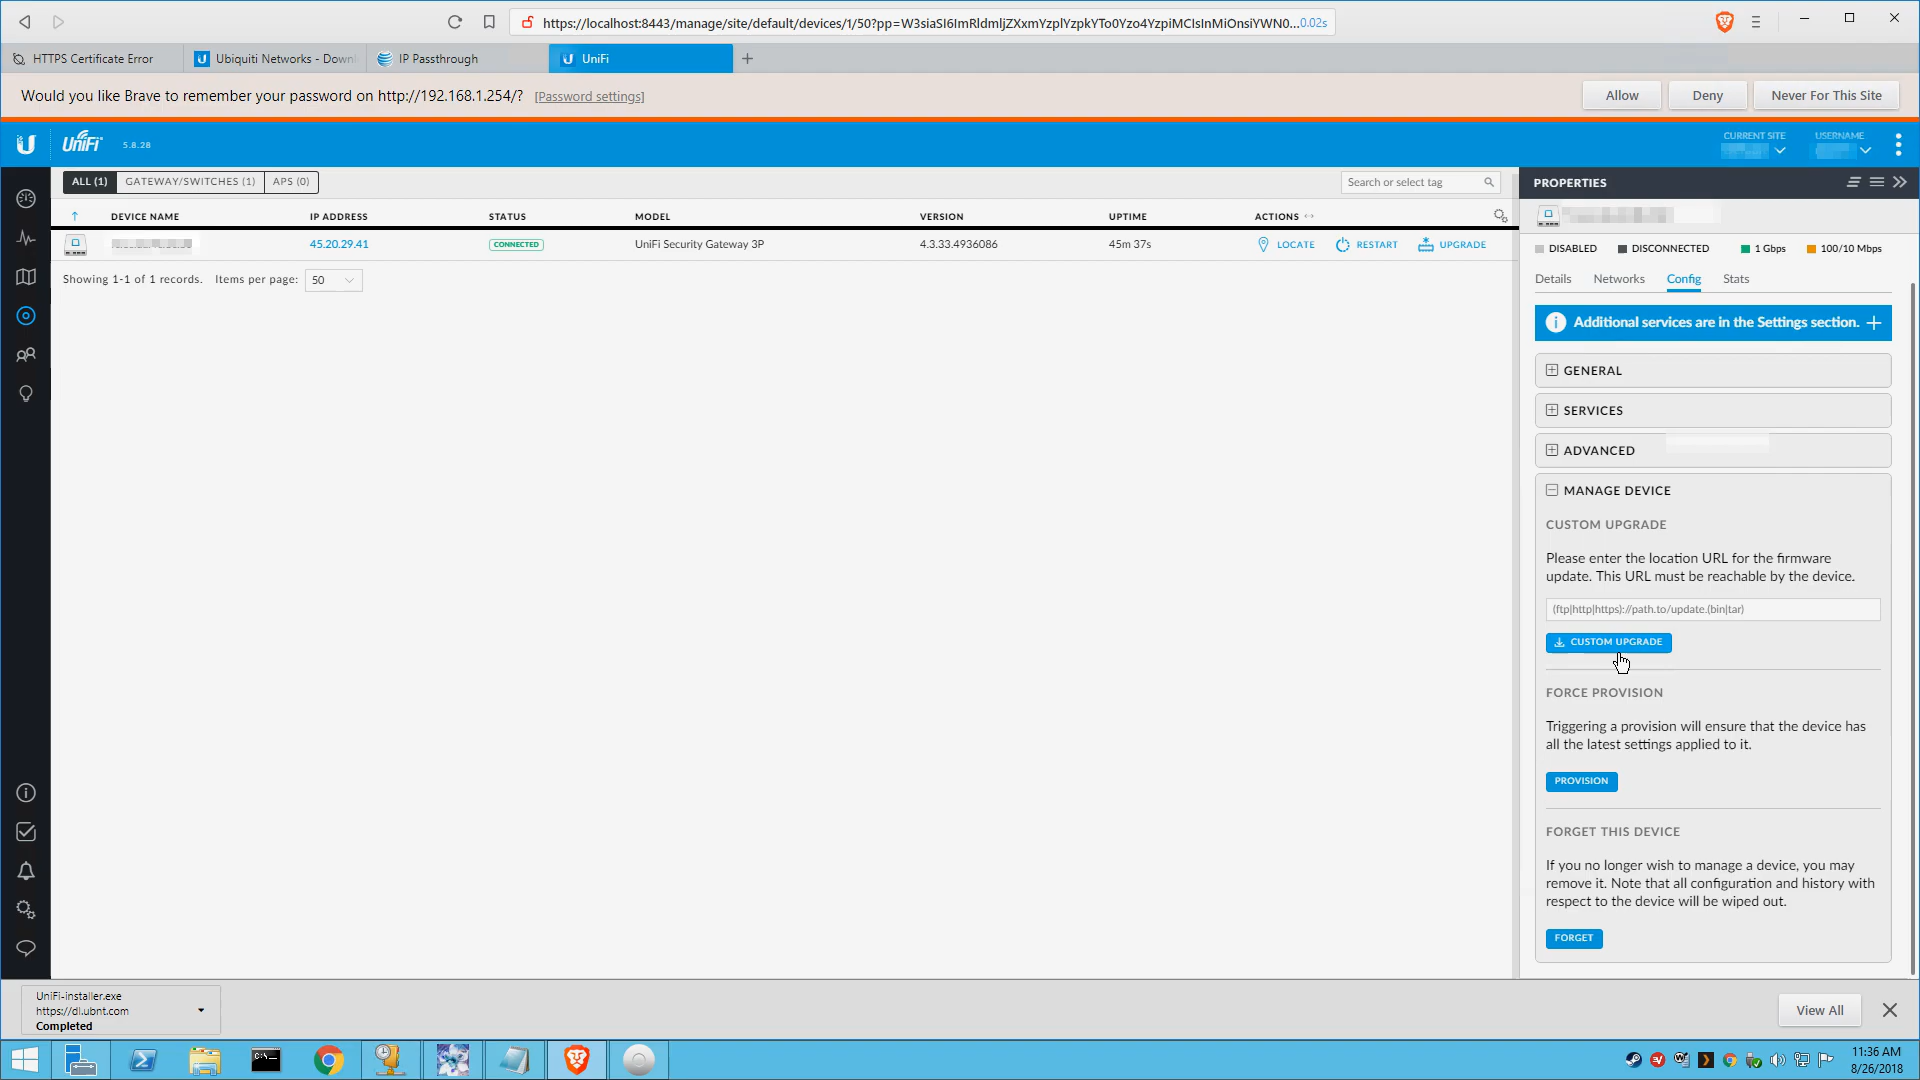 https://localhost:8443/manage/site/default/devices/1/50?pp=W3siaSI6ImRldmljZXxmYzplYzpkYTo0Yzo4YzpiMCIsInMiOnsiYWN0...0.02s
HTTPS Certificate Error
Ubiquiti Networks - Down
IP Passthrough
UniFi
Would you like Brave to remember your password on http://192.168.1.254/? [Password settings]
Allow
Deny
Never For This Site
UniFi
5.8.28
CURRENT SITE
USERNAME
ALL (1)
GATEWAY/SWITCHES (1)
APS (0)
Search or select tag
DEVICE NAME
IP ADDRESS
STATUS
MODEL
VERSION
UPTIME
ACTIONS
45.20.29.41
CONNECTED
UniFi Security Gateway 3P
4.3.33.4936086
45m 37s
LOCATE
RESTART
UPGRADE
Showing 1-1 of 1 records. Items per page: 50
PROPERTIES
DISABLED
DISCONNECTED
1 Gbps
100/10 Mbps
Details
Networks
Config
Stats
Additional services are in the Settings section.
GENERAL
SERVICES
ADVANCED
MANAGE DEVICE
CUSTOM UPGRADE
Please enter the location URL for the firmware
update. This URL must be reachable by the device.
(ftp|http|https)://path.to/update.(bin|tar)
CUSTOM UPGRADE
FORCE PROVISION
Triggering a provision will ensure that the device has
all the latest settings applied to it.
PROVISION
FORGET THIS DEVICE
If you no longer wish to manage a device, you may
remove it. Note that all configuration and history with
respect to the device will be wiped out.
FORGET
UniFi-installer.exe
https://dl.ubnt.com
Completed
View All
11:36 AM
8/26/2018